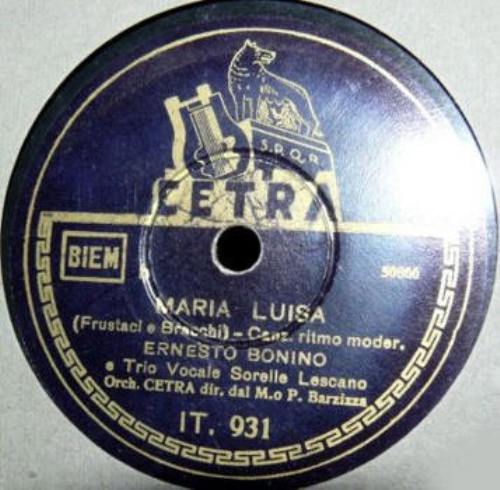 S.P.Q.R.
CETRA
BIEM
50866
MARIA LUISA
(Frustaci e Bracchi) - Canz. ritmo moder.
ERNESTO BONINO
e Trio Vocale Sorelle Lescano
Orch. CETRA dir. dal M.o P. Barzizza
IT. 931